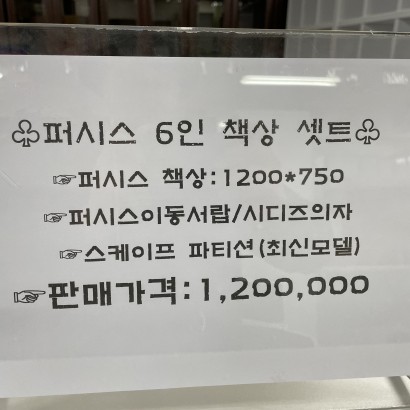 ♧퍼시스 6인 책상 셋트♧
☞퍼시스 책상:1200*750
☞퍼시스이동서랍/시디즈의자
☞스케이프 파티션(최신모델)
☞판매가격:1,200,000